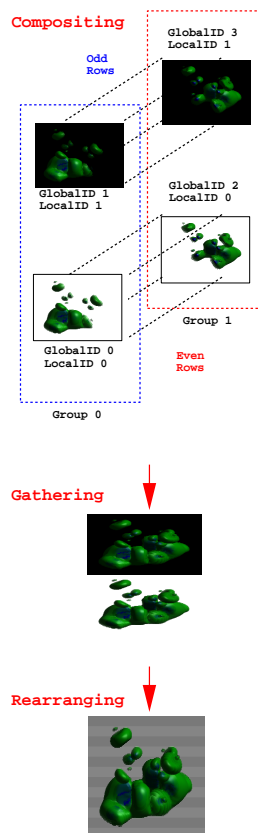 Compositing
GlobalID 3
LocalID 1
Odd
Rows
GlobalID 1
LocalID 1
GlobalID 2
LocalID 0
GlobalID 0
LocalID 0
Group 1
Even
Rows
Group 0
Gathering
Rearranging